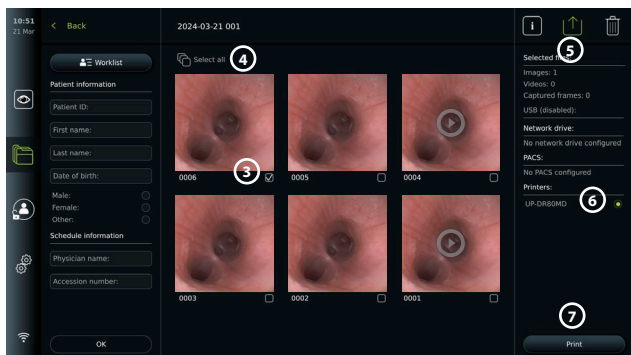 10:51
21 Mar
< Back
2024-03-21 001
i
Worklist
Patient information
Patient ID:
First name:
Last name:
Date of birth:
Male:
Female:
Other:
Schedule information
Physician name:
Accession number:
OK
Select all
4
0006
3
0005
0004
0003
0002
0001
5
Images: 1
Videos: 0
Captured frames: 0
USB (disabled):
Network drive:
No network drive configured
PACS:
No PACS configured
Printers:
UP-DR80MD
6
7
Print